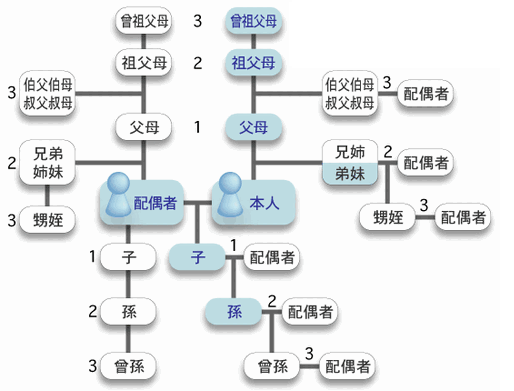 曾祖父母 3 曾祖父母
祖父母 2 祖父母
3 伯父伯母
叔父叔母
伯父伯母
叔父叔母
3 配偶者
父母 1 父母
2 兄弟
姉妹
兄姉
弟妹
2 配偶者
配偶者 本人
3 甥姪
甥姪 3 配偶者
1 子
子 1 配偶者
2 孫
孫 2 配偶者
3 曾孫
曾孫 3 配偶者